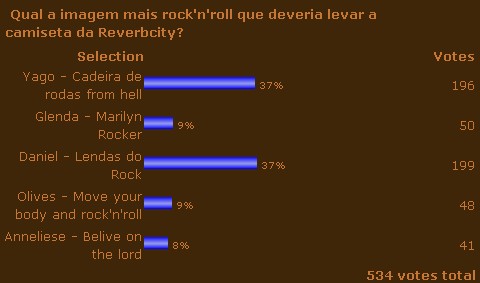 Qual a imagem mais rock'n'roll que deveria levar a
camiseta da Reverbcity?
Selection Votes
Yago - Cadeira de
rodas from hell 37% 196
Glenda - Marilyn
Rocker 9% 50
Daniel - Lendas do
Rock 37% 199
Olives - Move your
body and rock'n'roll 9% 48
Anneliese - Belive on
the lord 8% 41
534 votes total